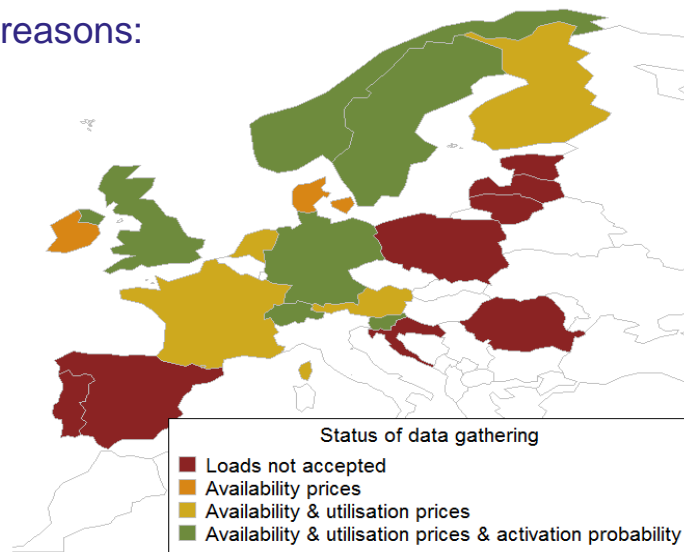 reasons:
Status of data gathering
Loads not accepted
Availability prices
Availability & utilisation prices
Availability & utilisation prices & activation probability